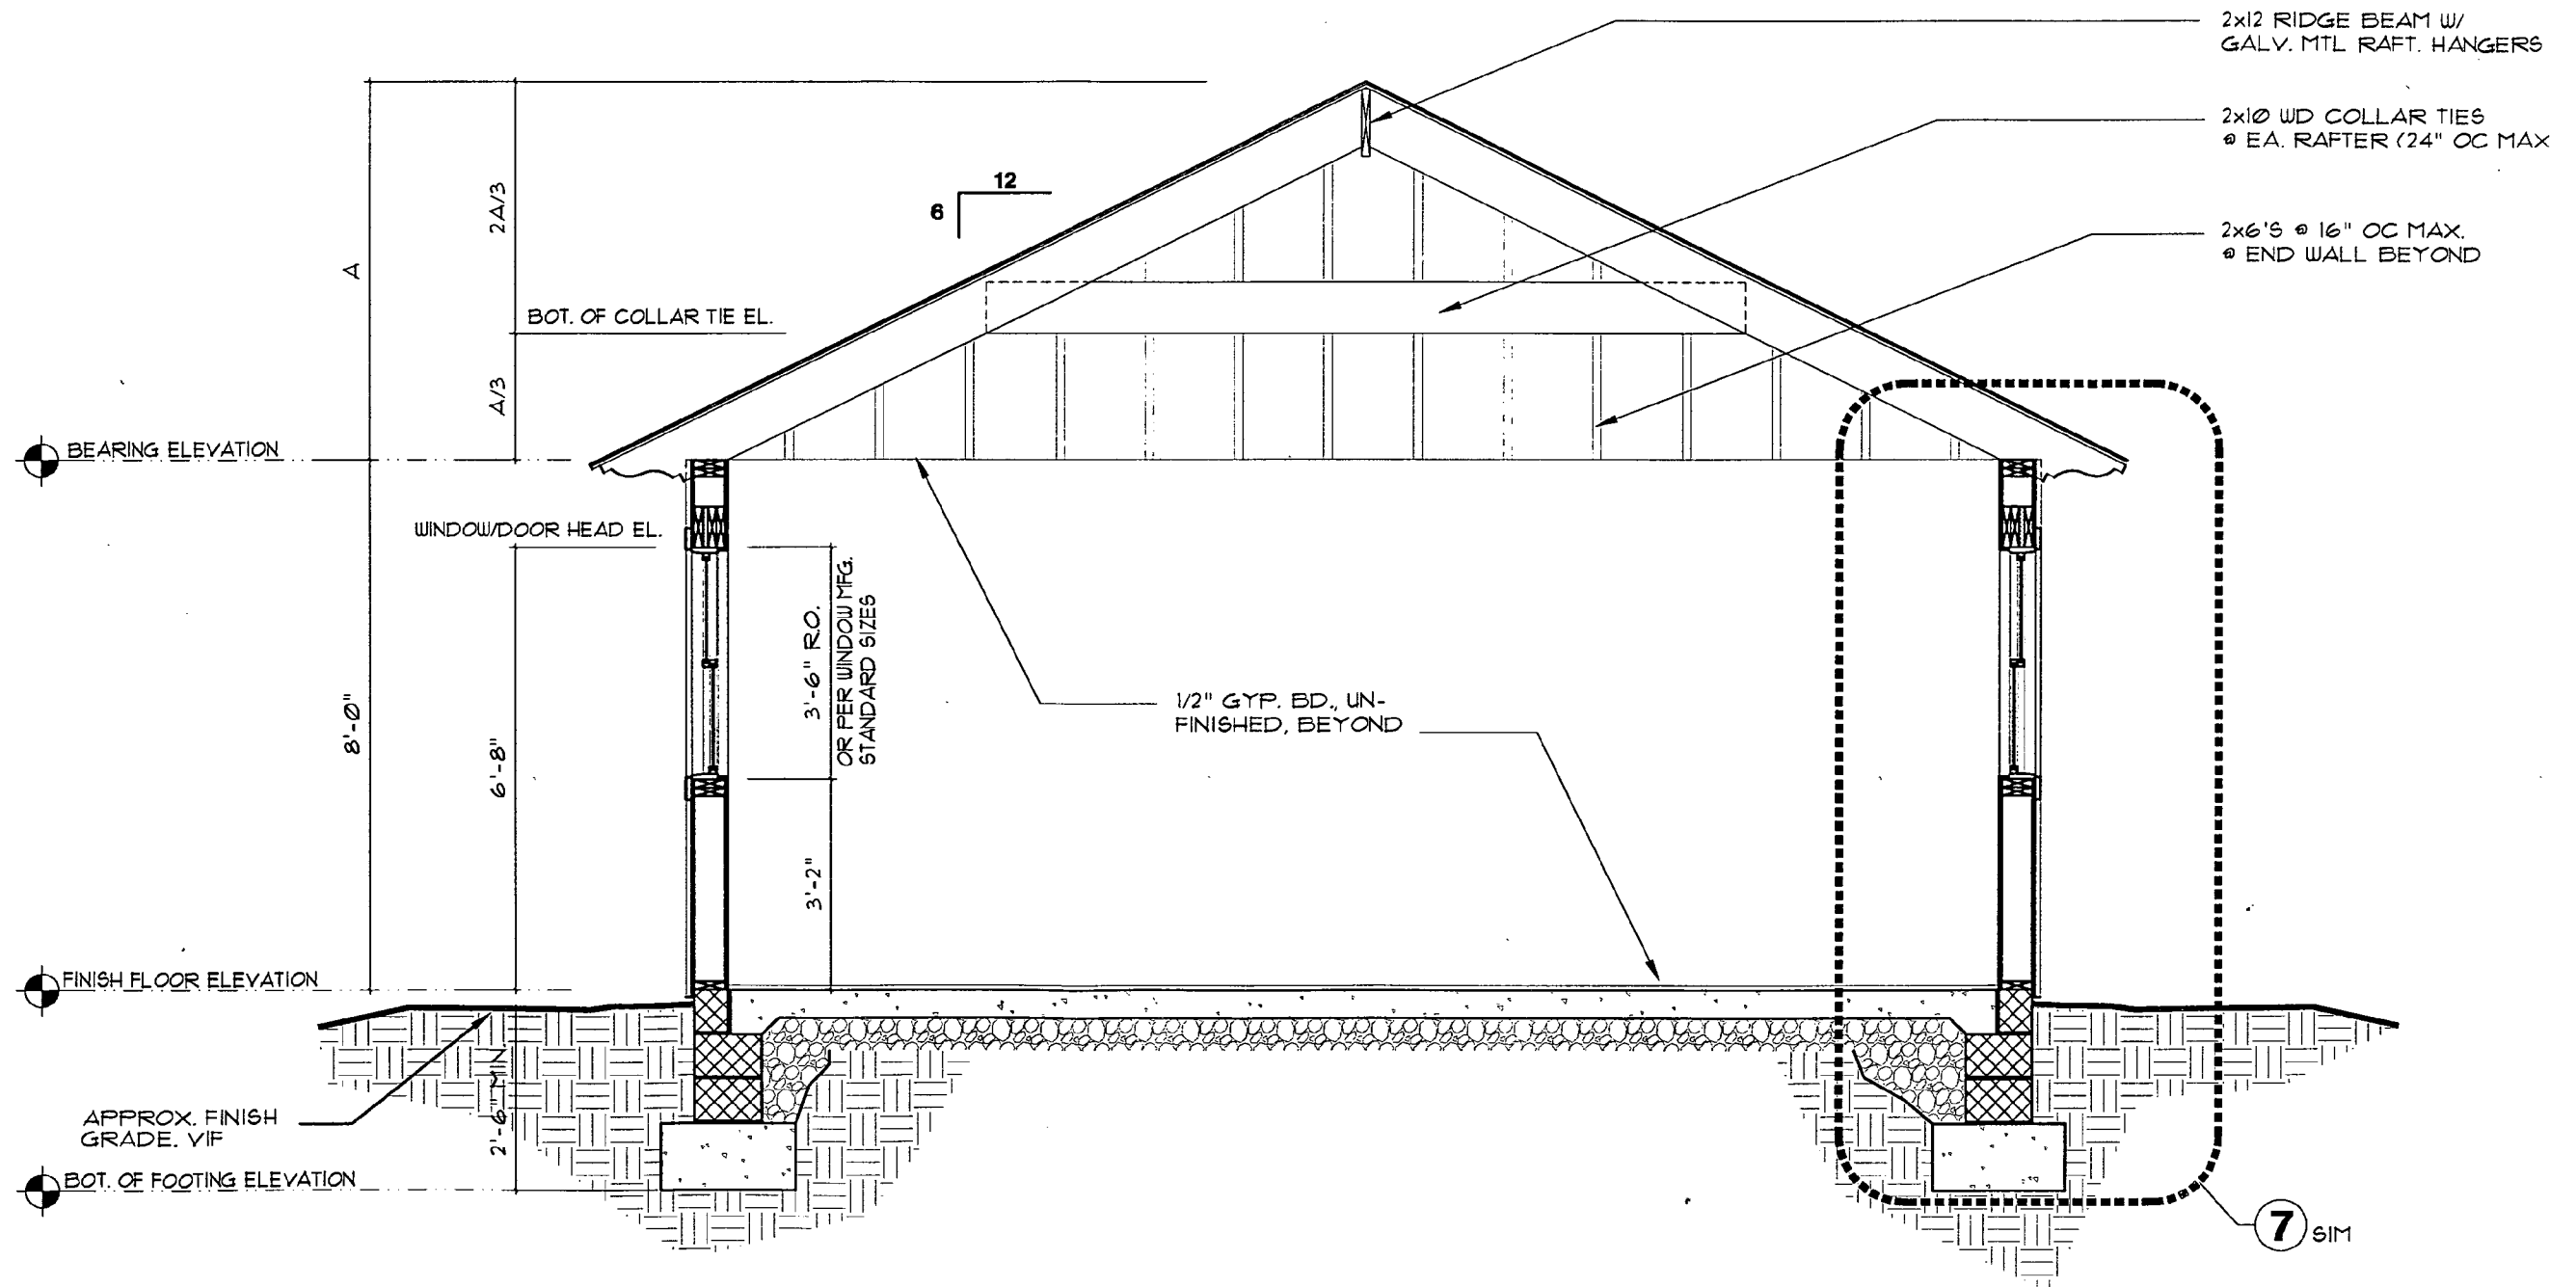 2x12 RIDGE BEAM W/
GALV. MTL RAFT. HANGERS
2x10 WD COLLAR TIES
@ EA. RAFTER (24" OC MAX
2x6'S @ 16" OC MAX.
@ END WALL BEYOND
12
6
A
2A/3
A/3
BOT. OF COLLAR TIE EL.
BEARING ELEVATION
WINDOW/DOOR HEAD EL.
8'-0"
6'-8"
3'-6" R.O.
OR PER WINDOW MFG.
STANDARD SIZES
3'-2"
1/2" GYP. BD., UN-
FINISHED, BEYOND
FINISH FLOOR ELEVATION
2'-6" MIN.
APPROX. FINISH
GRADE. VIF
BOT. OF FOOTING ELEVATION
7
SIM